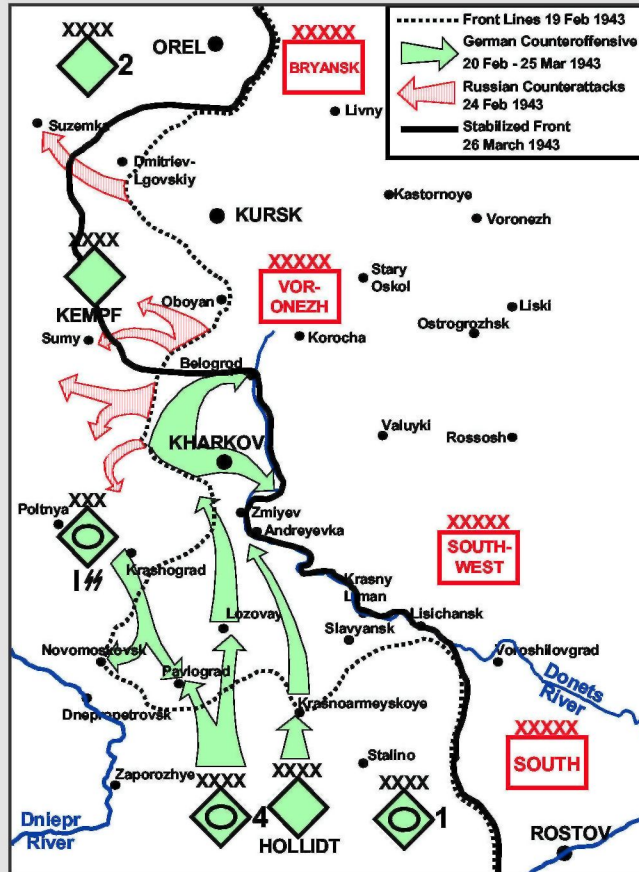 XXXX
2
OREL
XXXXX
BRYANSK
Front Lines 19 Feb 1943
German Counteroffensive
20 Feb - 25 Mar 1943
Russian Counterattacks
24 Feb 1943
Stabilized Front
26 March 1943
Livny
Suzemka
Dmitriev-
Lgovskiy
Kastornoye
KURSK
Voronezh
XXXX
KEMPF
XXXXX
VOR-
ONEZH
Stary
Oskol
Oboyan
Liski
Sumy
Korocha
Ostrogrozhsk
Belogrod
Valuyki
Rossosh
KHARKOV
Poltnya
XXX
I
Zmiyev
Andreyevka
XXXXX
SOUTH-
WEST
Krashograd
Krasny
Liman
Lisichansk
Lozovay
Slavyansk
Novomoskovsk
Voroshilovgrad
Pavlograd
Donets
River
Dnepropetrovsk
Krasnoarmeyskoye
XXXXX
SOUTH
Stalino
Zaporozhye
XXXX
4
XXXX
HOLLIDT
XXXX
1
Dniepr
River
ROSTOV